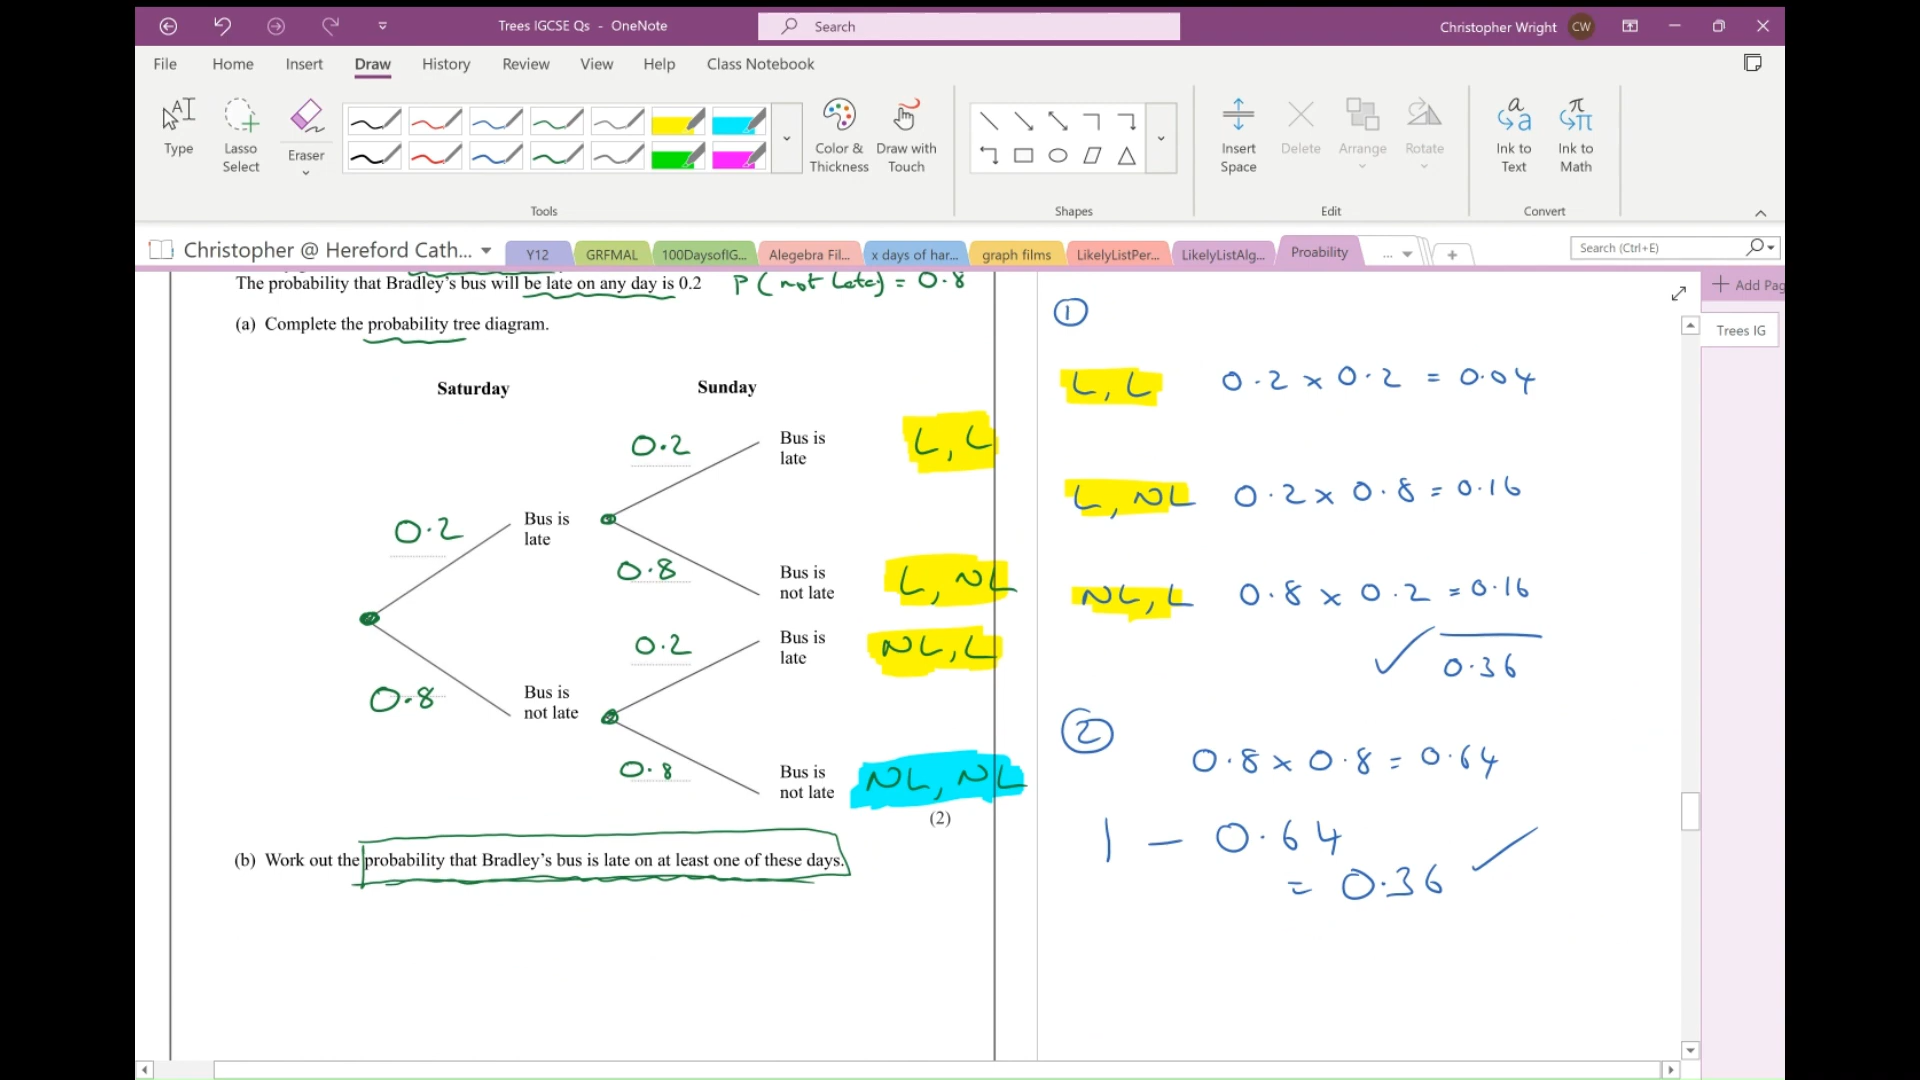 Trees IGCSE Qs - OneNote
Search
Christopher Wright CW
File Home Insert Draw History Review View Help Class Notebook
Type
Lasso Select
Eraser
Color & Thickness
Draw with Touch
Insert Space
Delete
Arrange
Rotate
a
Ink to Text
π
Ink to Math
Tools
Shapes
Edit
Convert
Christopher @ Hereford Cath...
Y12
GRFMAL
100DaysofIG...
Alegebra Fil...
x days of har...
graph films
LikelyListPer...
LikelyListAlg...
Proability
...
Search (Ctrl+E)
Add Pag
Trees IG
The probability that Bradley's bus will be late on any day is 0.2 P(not Late) = 0.8
(a) Complete the probability tree diagram.
Saturday Sunday
0.2 Bus is late L, L
0.2 Bus is late
0.8 Bus is not late L, NL
0.2 Bus is late NL, L
0.8 Bus is not late
0.8 Bus is not late NL, NL
(2)
(b) Work out the probability that Bradley's bus is late on at least one of these days.
1
L, L 0.2 x 0.2 = 0.04
L, NL 0.2 x 0.8 = 0.16
NL, L 0.8 x 0.2 = 0.16
✓ 0.36
2
0.8 x 0.8 = 0.64
1 - 0.64
= 0.36 ✓